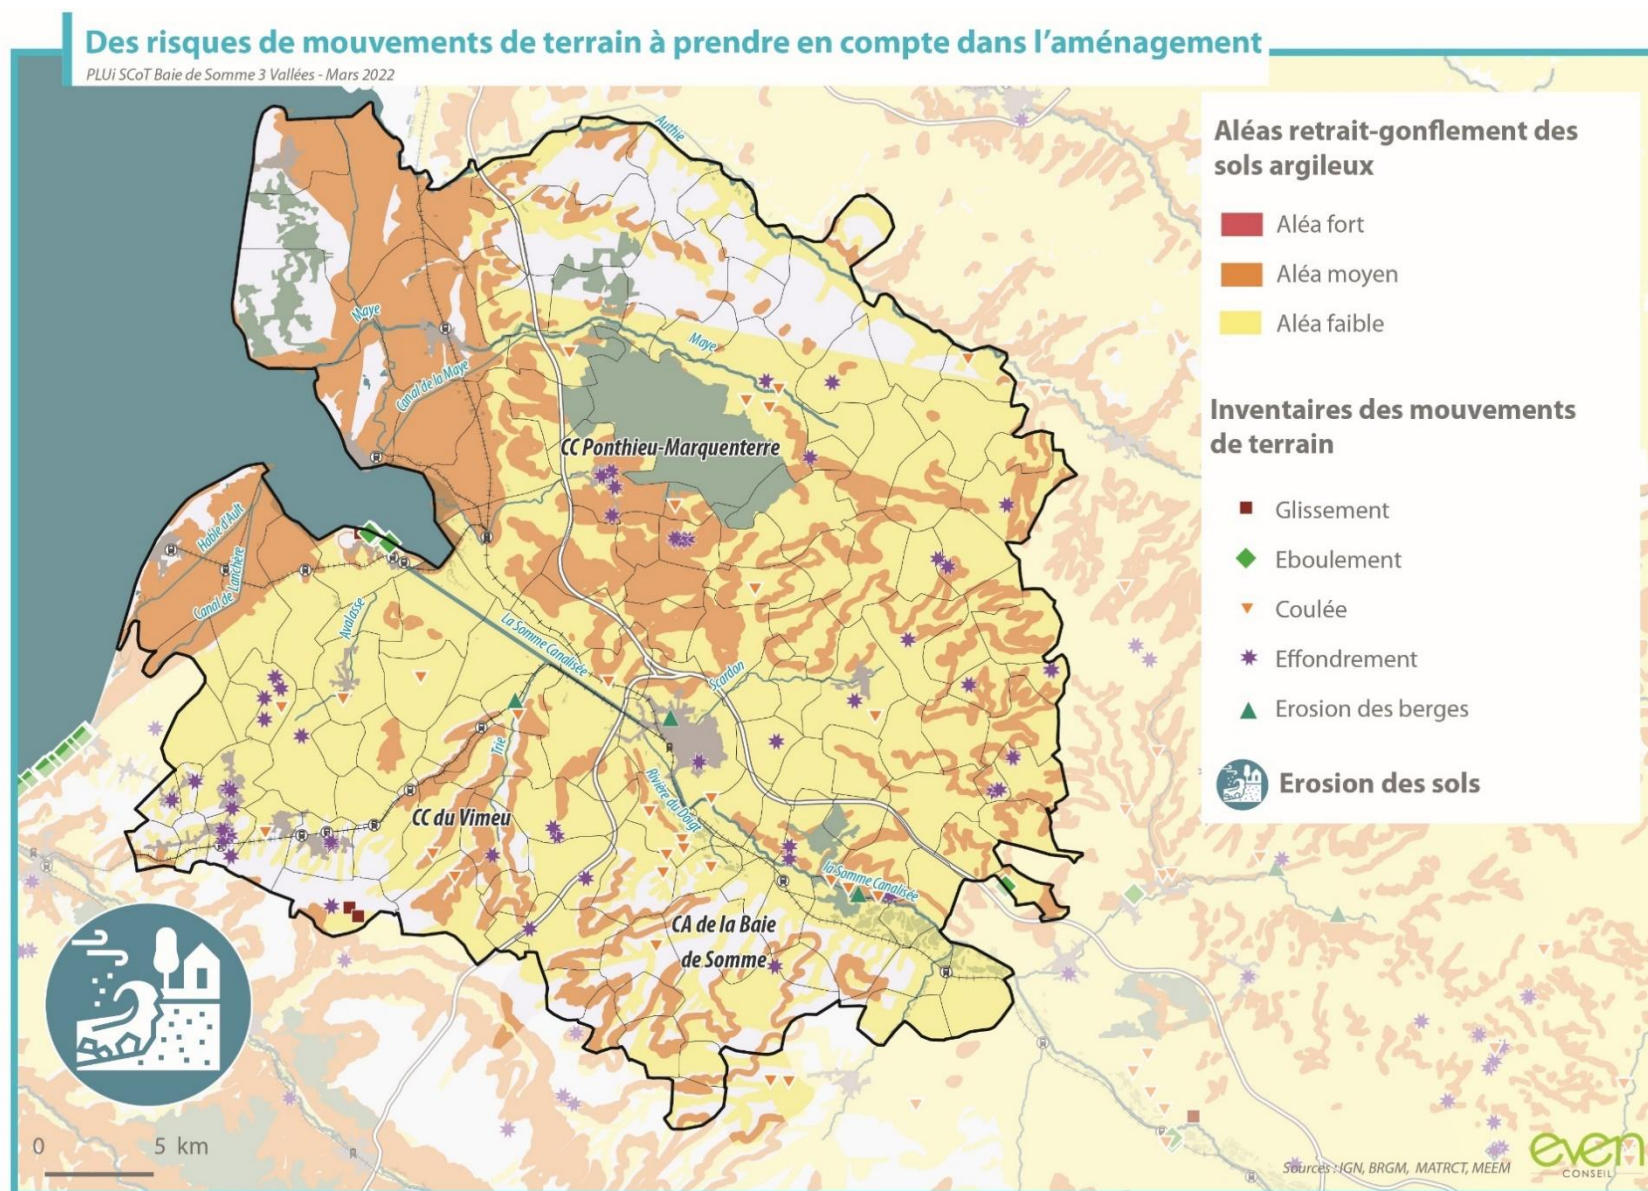 Des risques de mouvements de terrain à prendre en compte dans l'aménagement
PLUi SCoT Baie de Somme 3 Vallées - Mars 2022
Aléas retrait-gonflement des
sols argileux
Aléa fort
Aléa moyen
Aléa faible
Inventaires des mouvements
de terrain
Glissement
Eboulement
Coulée
Effondrement
Erosion des berges
Erosion des sols
Authie
Maye
Maye
Canal de la Maye
CC Ponthieu-Marquenterre
Hable d'Ault
Canal de Lanchère
Avalasse
La Somme Canalisée
Scardon
Trie
Rivière du Doigt
CC du Vimeu
la Somme Canalisée
CA de la Baie
de Somme
0 5 km
Sources : IGN, BRGM, MATRCT, MEEM
even
CONSEIL